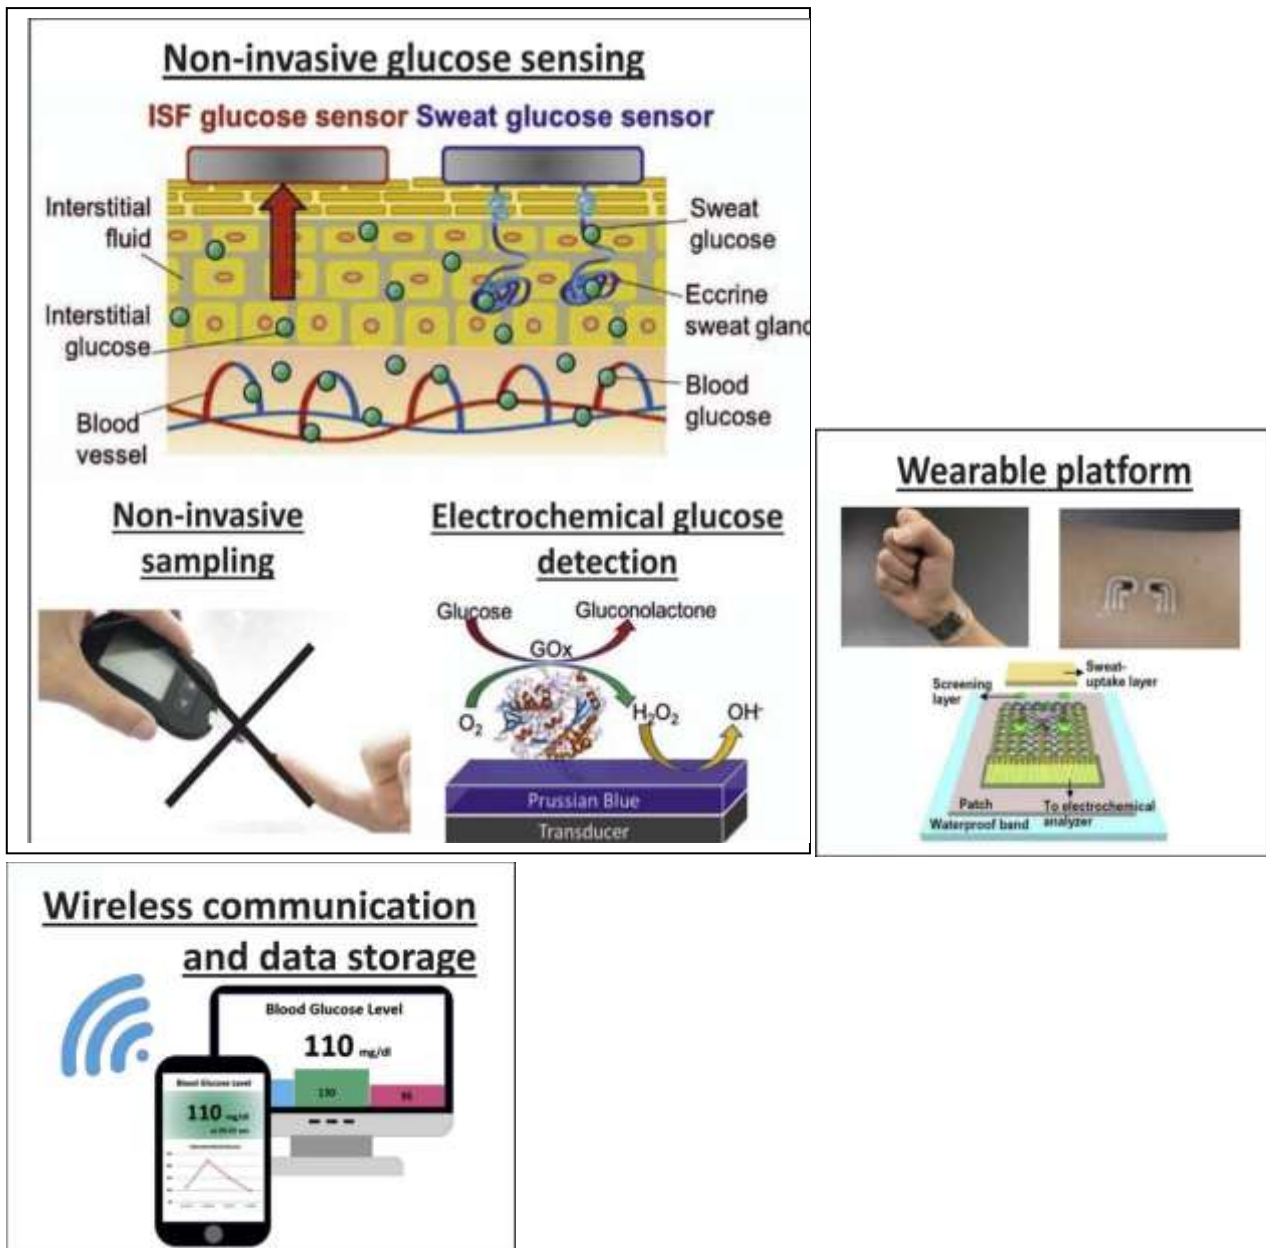 Non-invasive glucose sensing
ISF glucose sensor Sweat glucose sensor
Interstitial
fluid
Interstitial
glucose
Blood
vessel
Sweat
glucose
Eccrine
sweat gland
Blood
glucose
Non-invasive
sampling
Electrochemical glucose
detection
Glucose
Gluconolactone
GOx
O2
H2O2
OH-
Prussian Blue
Transducer
Wearable platform
Sweat-
uptake layer
Screening
layer
Patch
To electrochemical
analyzer
Waterproof band
Wireless communication
and data storage
Blood Glucose Level
110 mg/dl
Blood Glucose Level
110 mg/dl